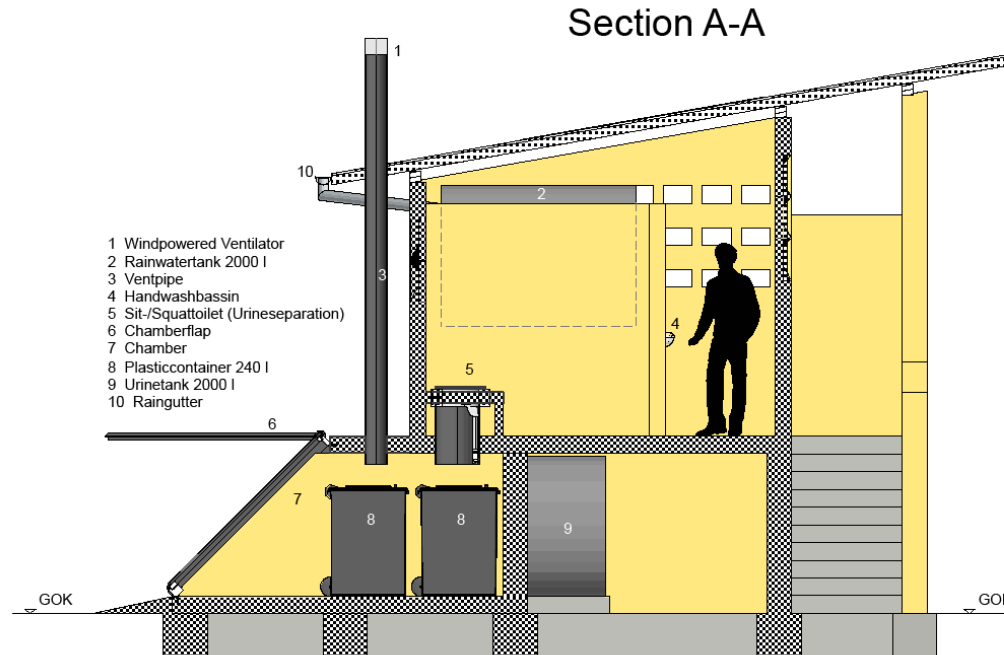 Section A-A
1
10
2
1 Windpowered Ventilator
2 Rainwatertank 2000 l
3 Ventpipe
4 Handwashbassin
5 Sit-/Squattoilet (Urineseparation)
6 Chamberflap
7 Chamber
8 Plasticcontainer 240 l
9 Urinetank 2000 l
10 Raingutter
3
4
5
6
7
8
8
9
GOK
GOK